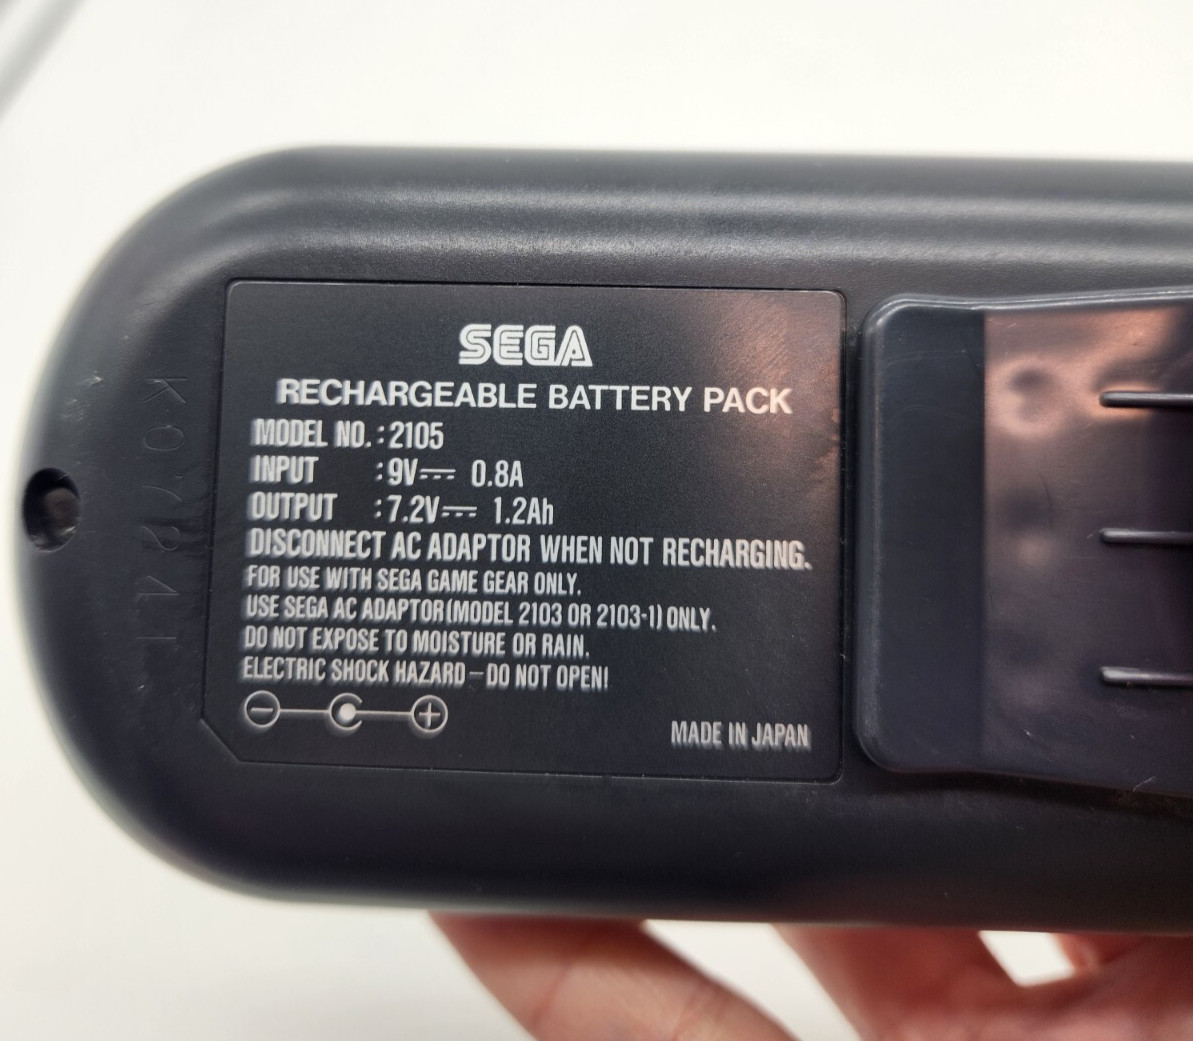 SEGA
RECHARGEABLE BATTERY PACK
MODEL NO.: 2105
INPUT : 9V⎓ 0.8A
OUTPUT : 7.2V⎓ 1.2Ah
DISCONNECT AC ADAPTOR WHEN NOT RECHARGING.
FOR USE WITH SEGA GAME GEAR ONLY.
USE SEGA AC ADAPTOR(MODEL 2103 OR 2103-1) ONLY.
DO NOT EXPOSE TO MOISTURE OR RAIN.
ELECTRIC SHOCK HAZARD—DO NOT OPEN!
MADE IN JAPAN